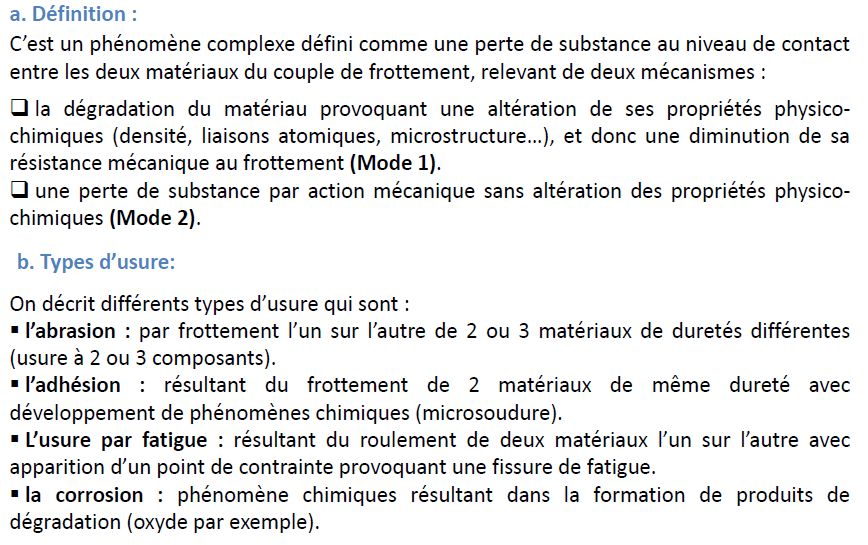 a. Définition :
C’est un phénomène complexe défini comme une perte de substance au niveau de contact
entre les deux matériaux du couple de frottement, relevant de deux mécanismes :
❑ la dégradation du matériau provoquant une altération de ses propriétés physico-
chimiques (densité, liaisons atomiques, microstructure…), et donc une diminution de sa
résistance mécanique au frottement (Mode 1).
❑ une perte de substance par action mécanique sans altération des propriétés physico-
chimiques (Mode 2).
b. Types d’usure:
On décrit différents types d’usure qui sont :
▪ l’abrasion : par frottement l’un sur l’autre de 2 ou 3 matériaux de duretés différentes
(usure à 2 ou 3 composants).
▪ l’adhésion : résultant du frottement de 2 matériaux de même dureté avec
développement de phénomènes chimiques (microsoudure).
▪ L’usure par fatigue : résultant du roulement de deux matériaux l’un sur l’autre avec
apparition d’un point de contrainte provoquant une fissure de fatigue.
▪ la corrosion : phénomène chimiques résultant dans la formation de produits de
dégradation (oxyde par exemple).